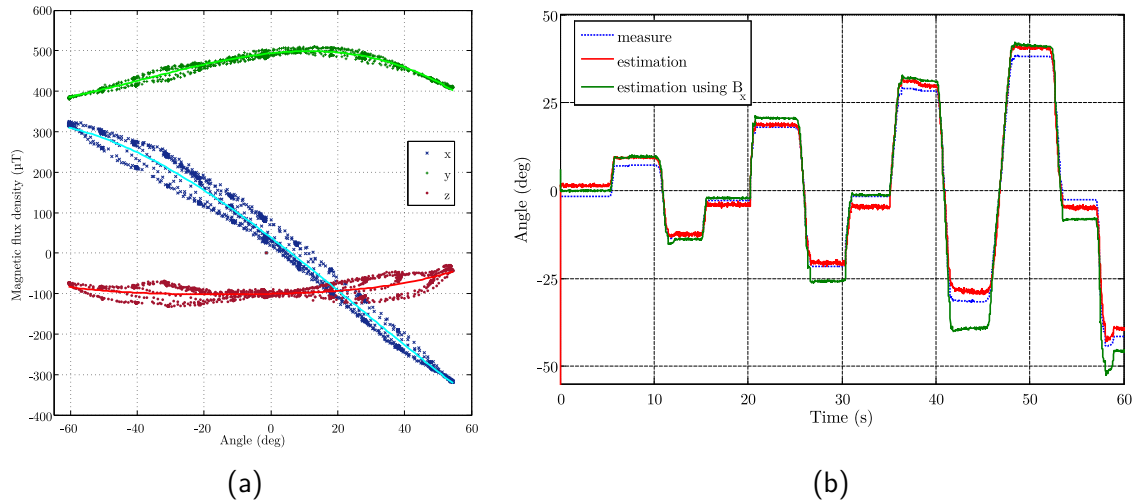 600
500
400
300
200
100
0
-100
-200
-300
-400
-60
-40
-20
0
20
40
60
Magnetic flux density (μT)
Angle (deg)
x
y
z
(a)
50
25
0
-25
-50
0
10
20
30
40
50
60
Angle (deg)
Time (s)
measure
estimation
estimation using Bx
(b)